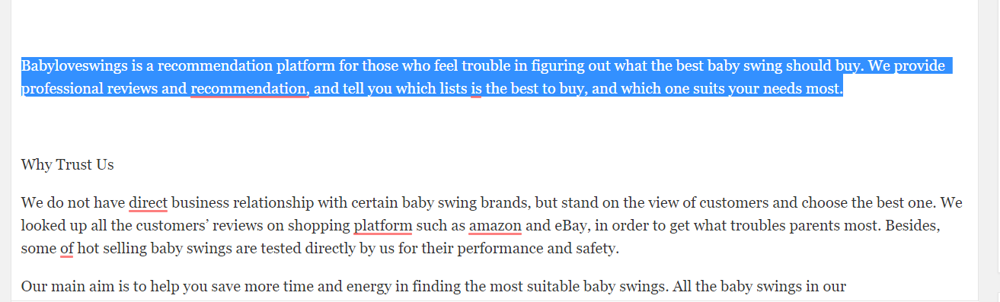 Babyloveswings is a recommendation platform for those who feel trouble in figuring out what the best baby swing should buy. We provide
professional reviews and recommendation, and tell you which lists is the best to buy, and which one suits your needs most.
Why Trust Us
We do not have direct business relationship with certain baby swing brands, but stand on the view of customers and choose the best one. We
looked up all the customers’ reviews on shopping platform such as amazon and eBay, in order to get what troubles parents most. Besides,
some of hot selling baby swings are tested directly by us for their performance and safety.
Our main aim is to help you save more time and energy in finding the most suitable baby swings. All the baby swings in our